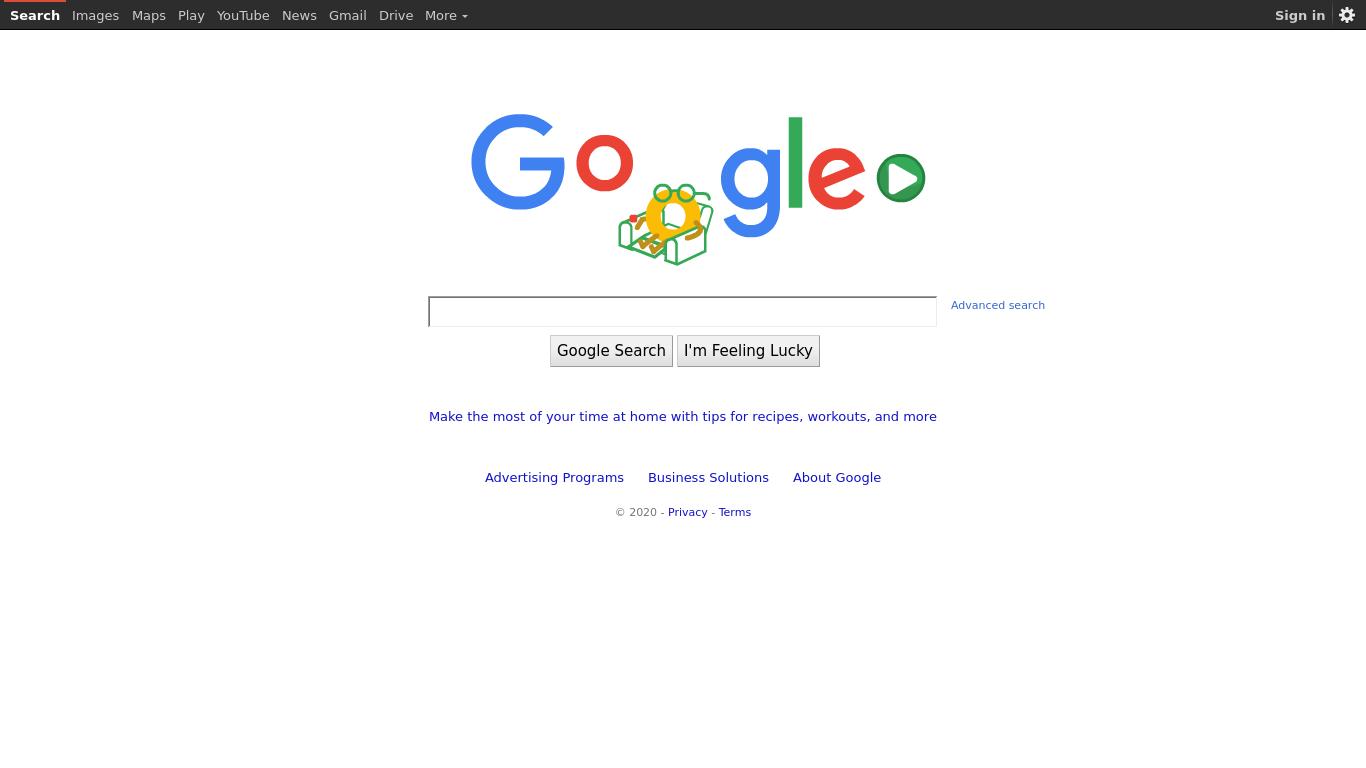 Search Images Maps Play YouTube News Gmail Drive More Sign in
Google
Advanced search
Google Search I'm Feeling Lucky
Make the most of your time at home with tips for recipes, workouts, and more
Advertising Programs Business Solutions About Google
© 2020 - Privacy - Terms